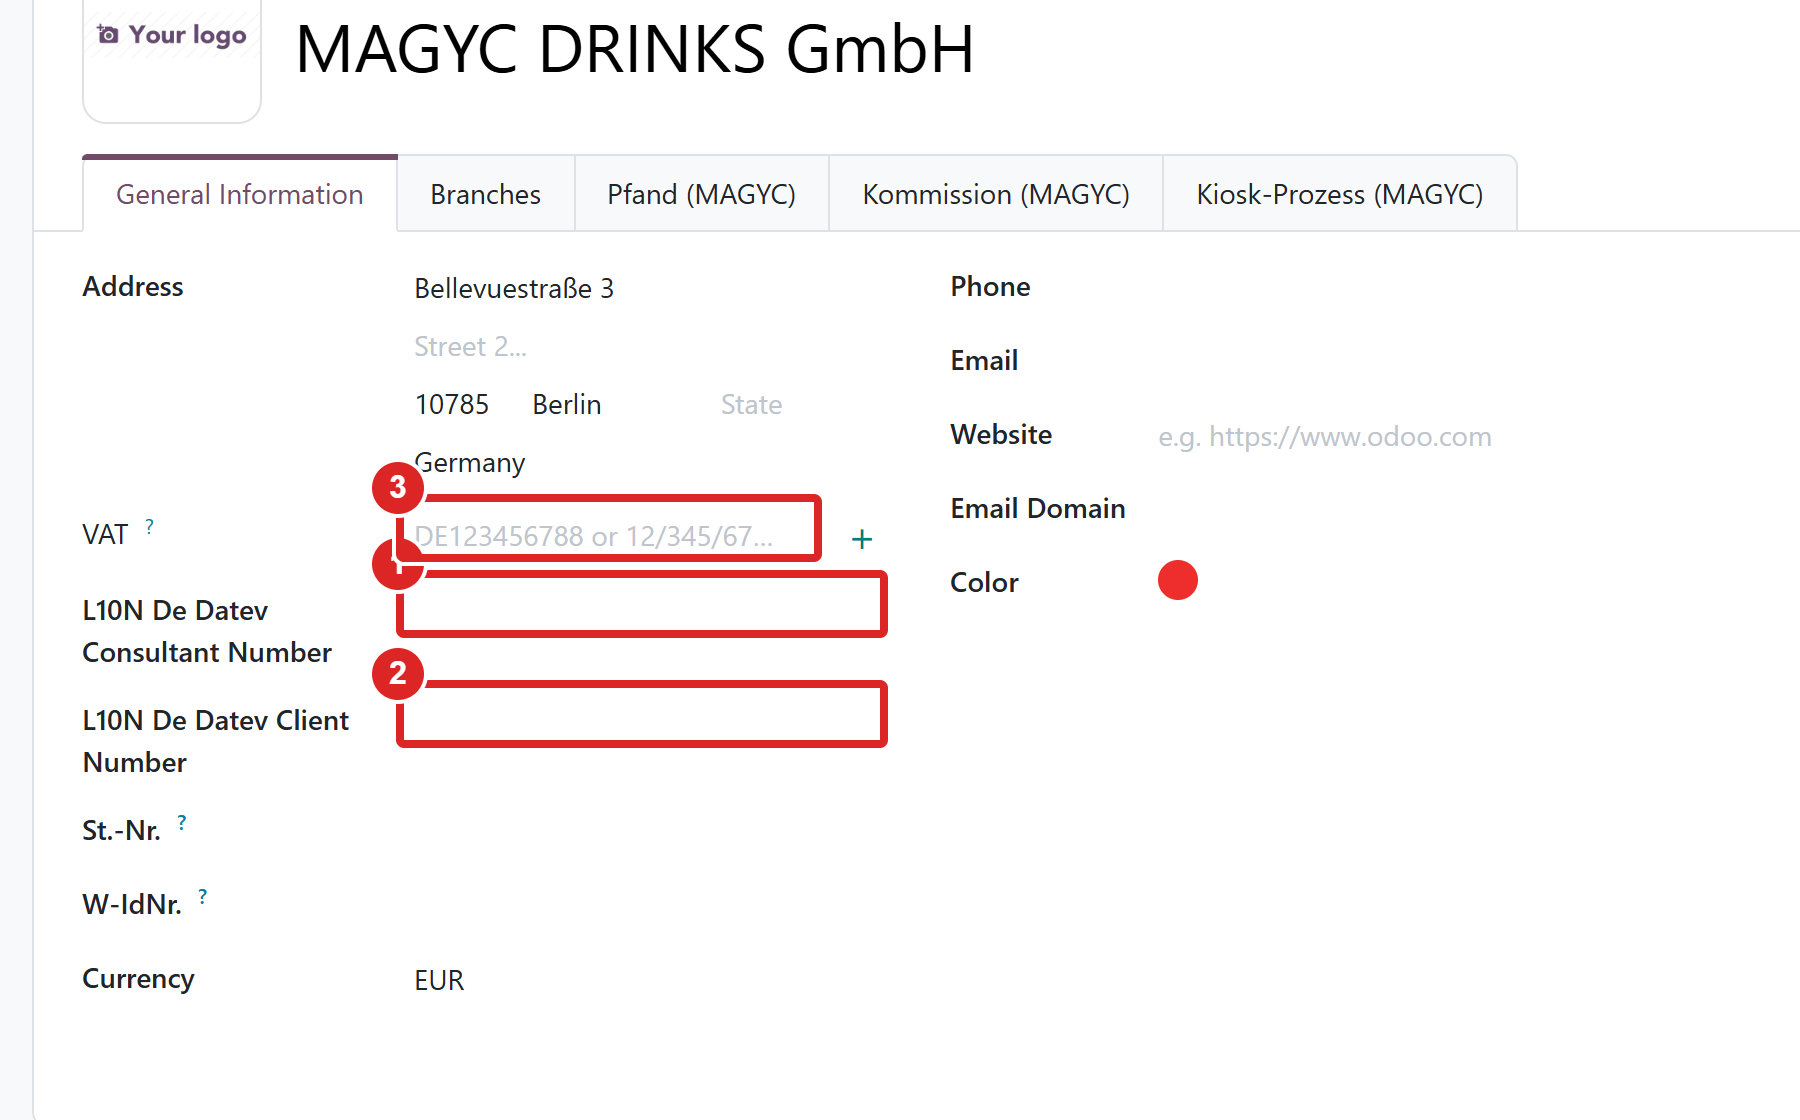 Your logo
MAGYC DRINKS GmbH
General Information
Branches
Pfand (MAGYC)
Kommission (MAGYC)
Kiosk-Prozess (MAGYC)
Address
Bellevuestraße 3
Street 2...
10785 Berlin State
Germany
3
VAT ?
DE123456788 or 12/345/67...
+
1
L10N De Datev
Consultant Number
2
L10N De Datev Client
Number
St.-Nr. ?
W-IdNr. ?
Currency
EUR
Phone
Email
Website
e.g. https://www.odoo.com
Email Domain
Color